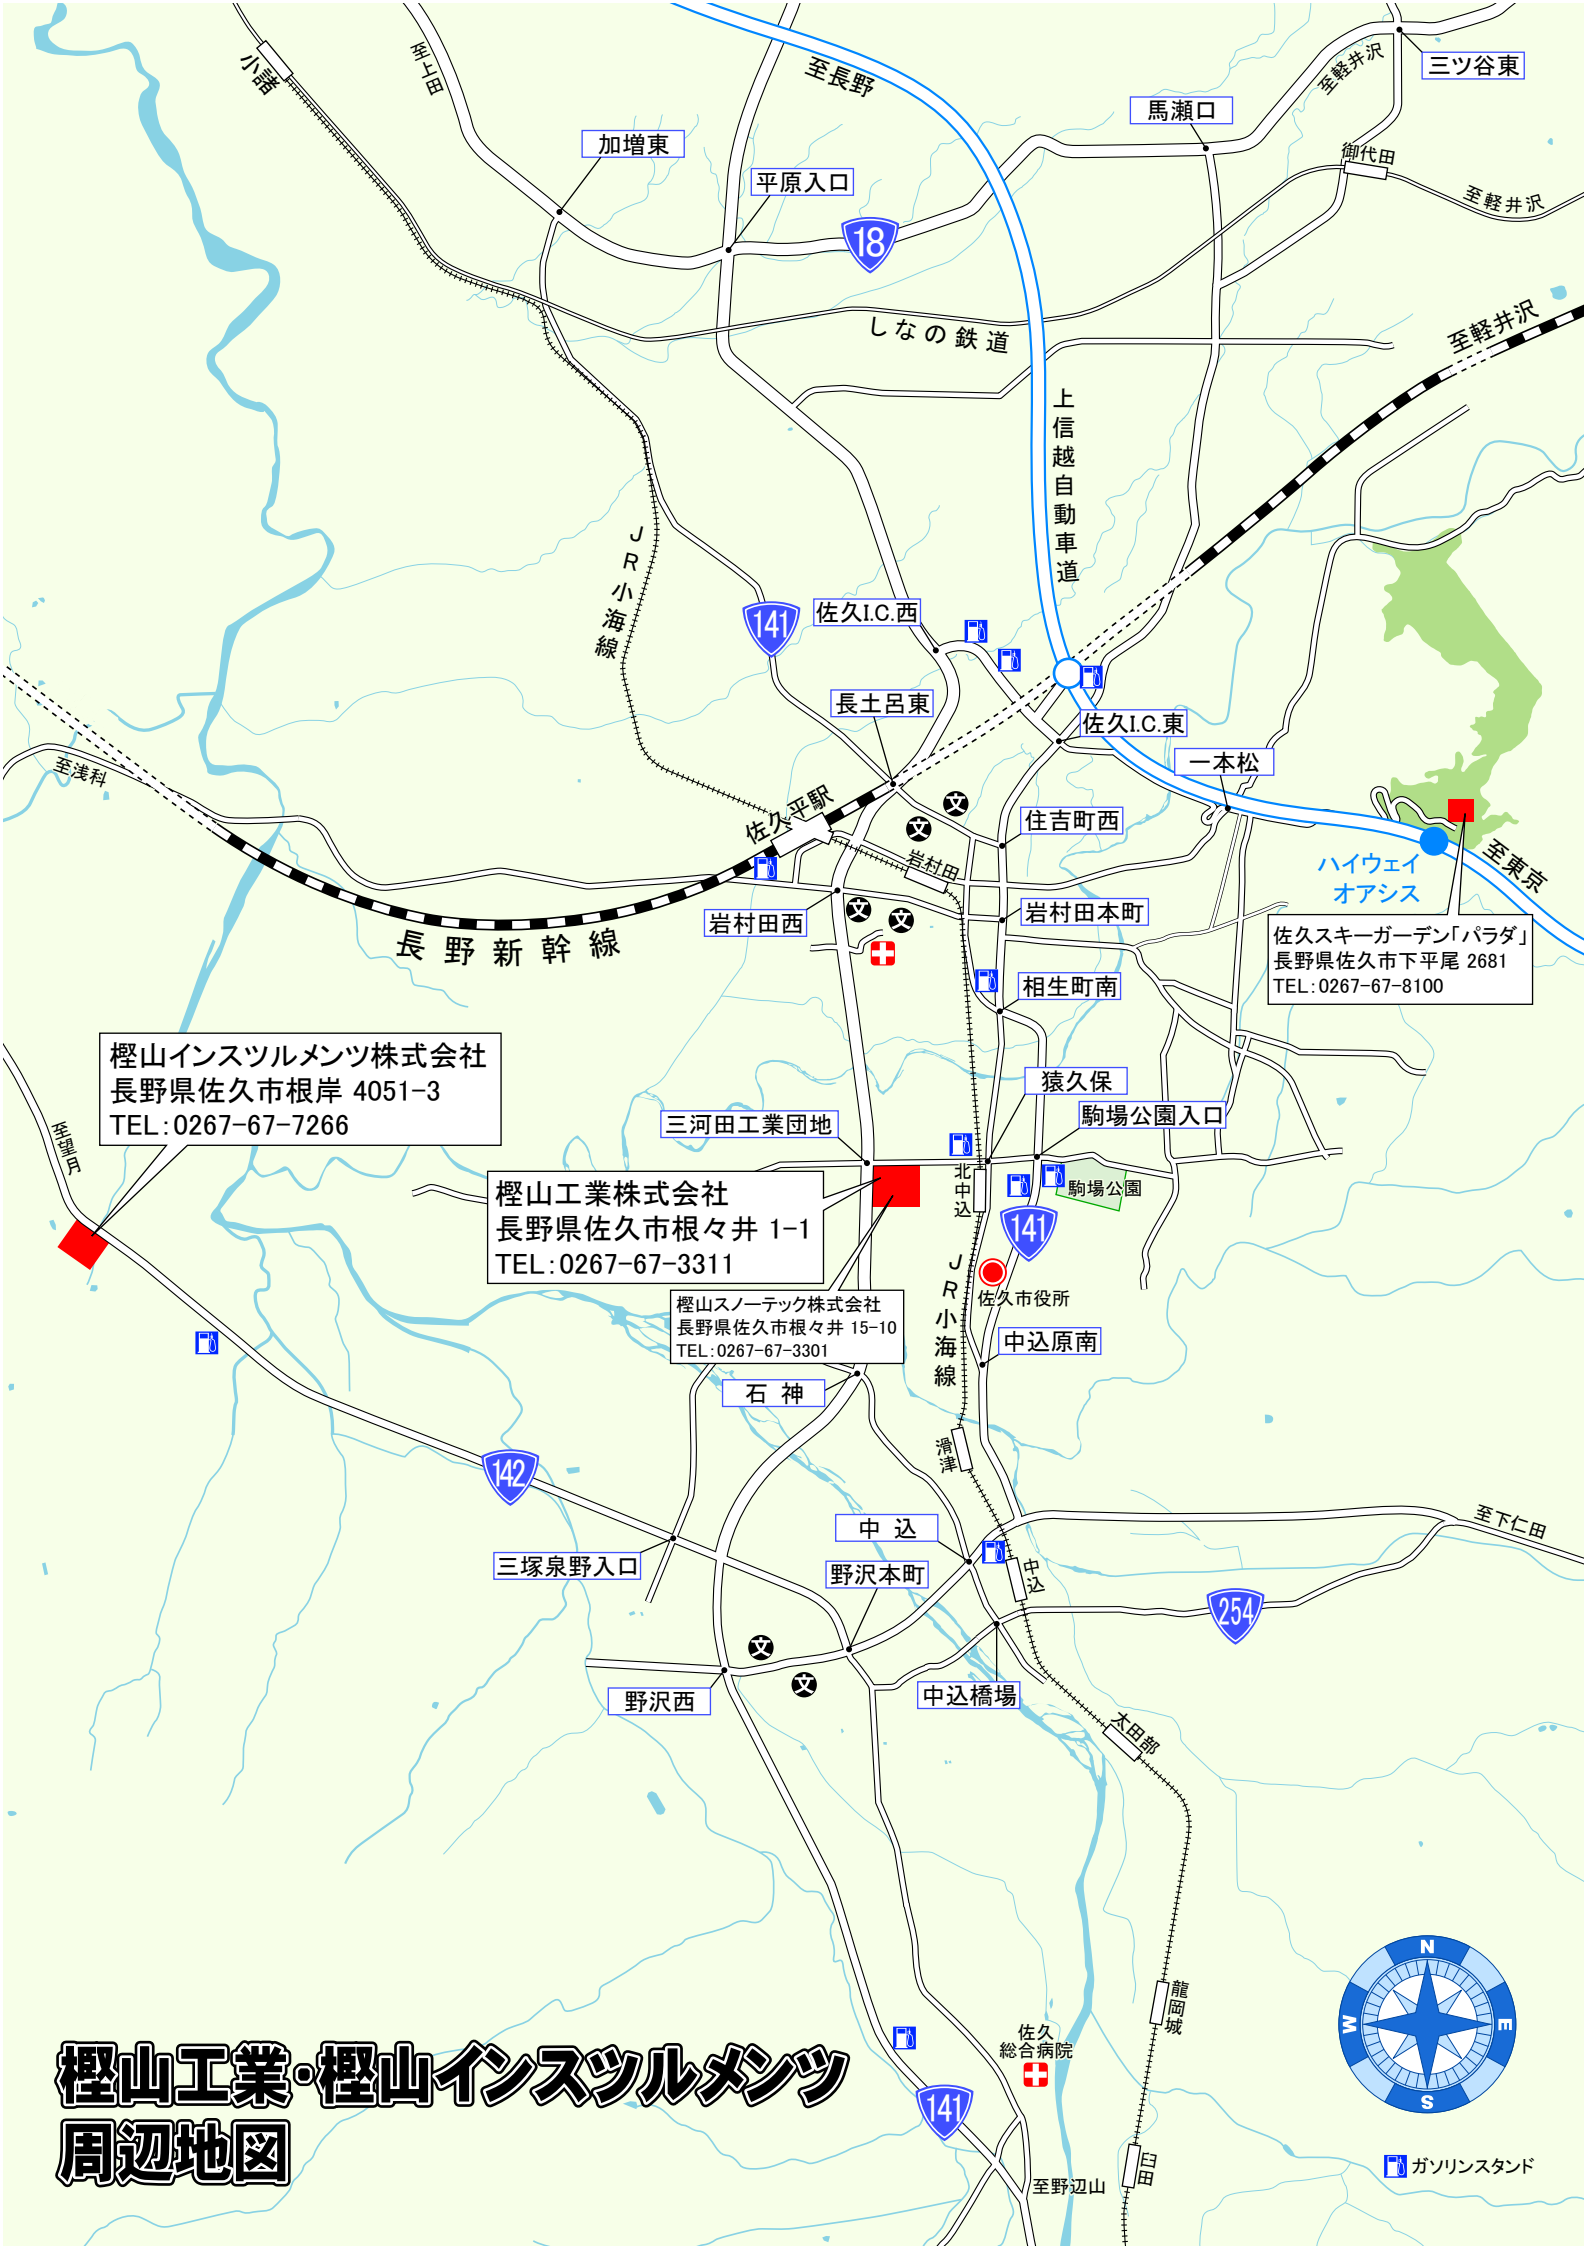 小諸
至上田
至長野
至軽井沢
三ツ谷東
馬瀬口
加増東
平原入口
御代田
至軽井沢
18
しなの鉄道
至軽井沢
上信越自動車道
JR小海線
141
佐久I.C.西
長土呂東
佐久I.C.東
一本松
至浅科
佐久平駅
文
文
住吉町西
岩村田
ハイウェイ
オアシス
至東京
岩村田西
文
文
岩村田本町
長野新幹線
佐久スキーガーデン「パラダ」
長野県佐久市下平尾 2681
TEL:0267-67-8100
相生町南
樫山インスツルメンツ株式会社
長野県佐久市根岸 4051-3
TEL:0267-67-7266
猿久保
三河田工業団地
駒場公園入口
至望月
樫山工業株式会社
長野県佐久市根々井 1-1
TEL:0267-67-3311
北中込
駒場公園
141
JR小海線
佐久市役所
樫山スノーテック株式会社
長野県佐久市根々井 15-10
TEL:0267-67-3301
中込原南
石神
滑津
142
中込
至下仁田
三塚泉野入口
野沢本町
中込
254
文
文
野沢西
中込橋場
太田部
龍岡城
佐久
総合病院
N
W
E
S
樫山工業・樫山インスツルメンツ
周辺地図
141
臼田
至野辺山
ガソリンスタンド